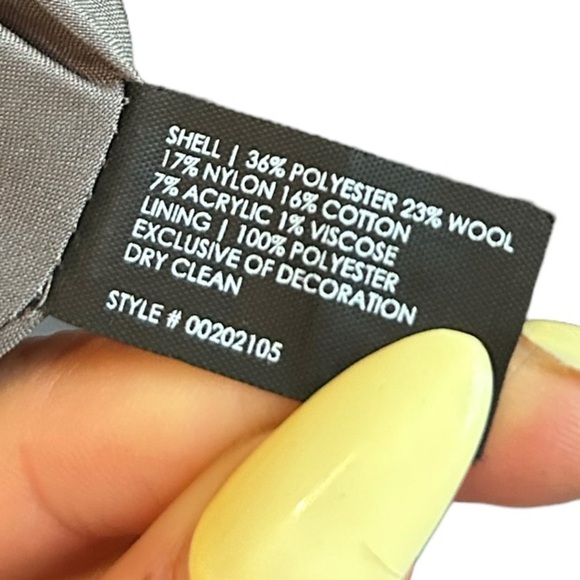 SHELL | 36% POLYESTER 23% WOOL
17% NYLON 16% COTTON
7% ACRYLIC 1% VISCOSE
LINING | 100% POLYESTER
EXCLUSIVE OF DECORATION
DRY CLEAN
STYLE # 00202105